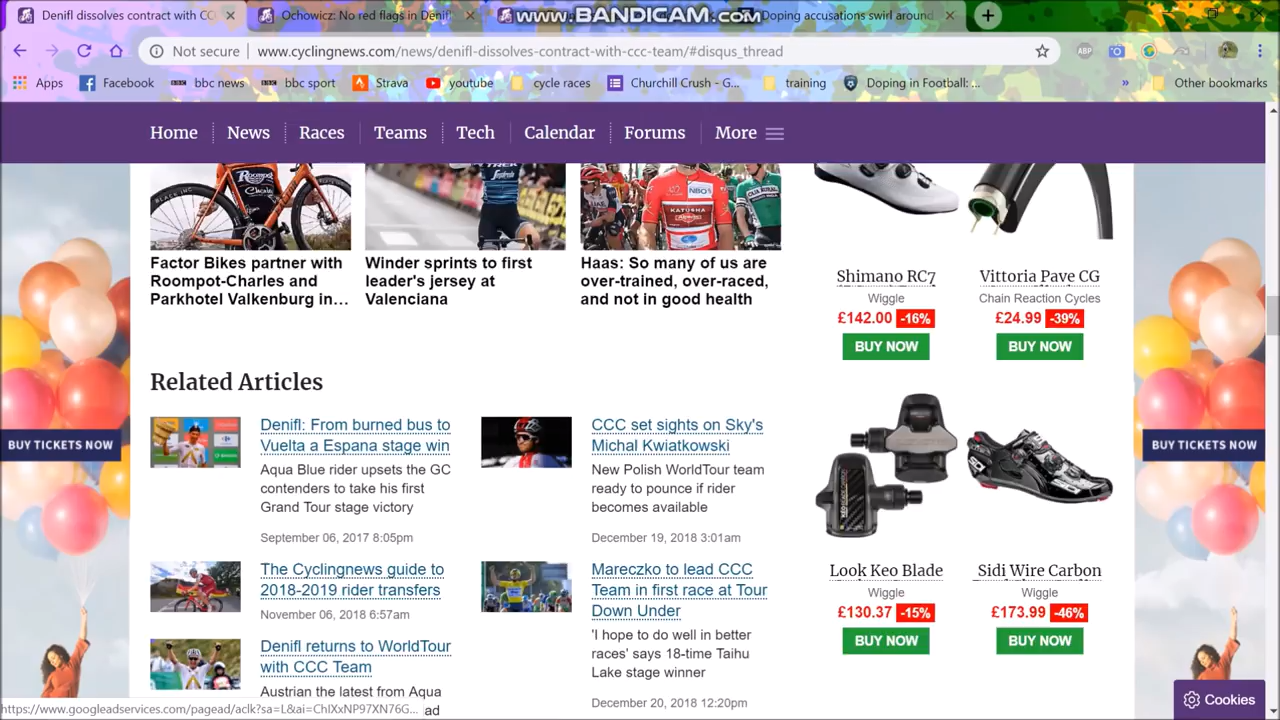 Denifl dissolves contract with CC
Ochowicz: No red flags in Denifl
www.BANDICAM.com
Doping accusations swirl around
Not secure
www.cyclingnews.com/news/denifl-dissolves-contract-with-ccc-team/#disqus_thread
ABP
Apps
Facebook
BBC bbc news
BBC bbc sport
Strava
youtube
cycle races
Churchill Crush - G...
training
Doping in Football: ...
»
Other bookmarks
Home
News
Races
Teams
Tech
Calendar
Forums
More
Factor Bikes partner with
Roompot-Charles and
Parkhotel Valkenburg in...
Winder sprints to first
leader's jersey at
Valenciana
Haas: So many of us are
over-trained, over-raced,
and not in good health
Shimano RC7
Wiggle
£142.00 -16%
BUY NOW
Vittoria Pave CG
Chain Reaction Cycles
£24.99 -39%
BUY NOW
Related Articles
Denifl: From burned bus to
Vuelta a Espana stage win
Aqua Blue rider upsets the GC
contenders to take his first
Grand Tour stage victory
September 06, 2017 8:05pm
CCC set sights on Sky's
Michal Kwiatkowski
New Polish WorldTour team
ready to pounce if rider
becomes available
December 19, 2018 3:01am
The Cyclingnews guide to
2018-2019 rider transfers
November 06, 2018 6:57am
Mareczko to lead CCC
Team in first race at Tour
Down Under
'I hope to do well in better
races' says 18-time Taihu
Lake stage winner
December 20, 2018 12:20pm
Denifl returns to WorldTour
with CCC Team
Austrian the latest from Aqua
ad
Look Keo Blade
Wiggle
£130.37 -15%
BUY NOW
Sidi Wire Carbon
Wiggle
£173.99 -46%
BUY NOW
BUY TICKETS NOW
BUY TICKETS NOW
Cookies
https://www.googleadservices.com/pagead/aclk?sa=L&ai=ChIXxNP97XN76G...